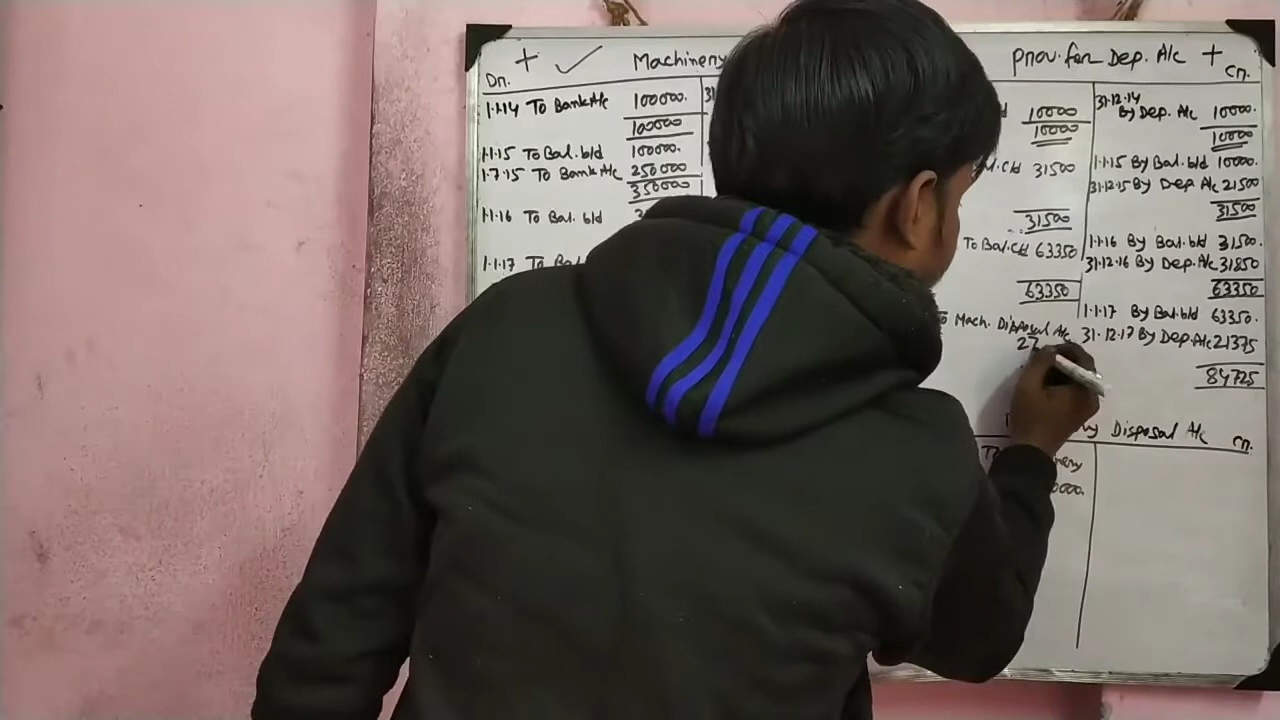 Dr. + ✓ Machinery
1·1·14 To Bank A/c 100000.
100000
1·1·15 To Bal. b/d 100000.
1·7·15 To Bank A/c 250000
350000
1·1·16 To Bal. b/d
1·1·17 To Bal
Prov. for Dep. A/c + Cr.
10000 31·12·14
By Dep. A/c 10000.
10000 10000
c/d 31500 1·1·15 By Bal. b/d 10000.
31·12·15 By Dep. A/c 21500
31500 31500
To Bal. c/d 63350 1·1·16 By Bal. b/d 31500.
31·12·16 By Dep. A/c 31850
63350 63350
1·1·17 By Bal. b/d 63350.
To Mach. Disposal A/c 31·12·17 By Dep. A/c 21375
27
84725
Disposal A/c Cr.